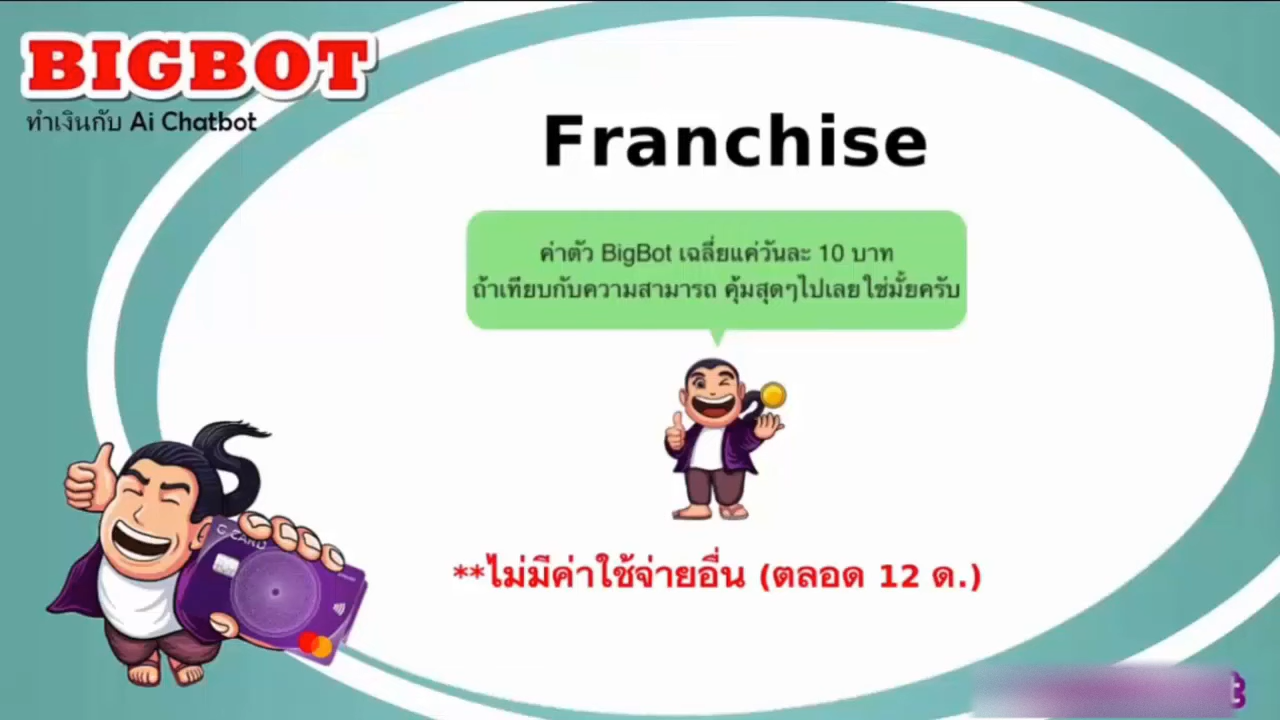 BIGBOT
ทำเงินกับ Ai Chatbot
Franchise
ค่าตัว BigBot เฉลี่ยแค่วันละ 10 บาท
ถ้าเทียบกับความสามารถ คุ้มสุดๆไปเลยใช่มั้ยครับ
**ไม่มีค่าใช้จ่ายอื่น (ตลอด 12 ด.)